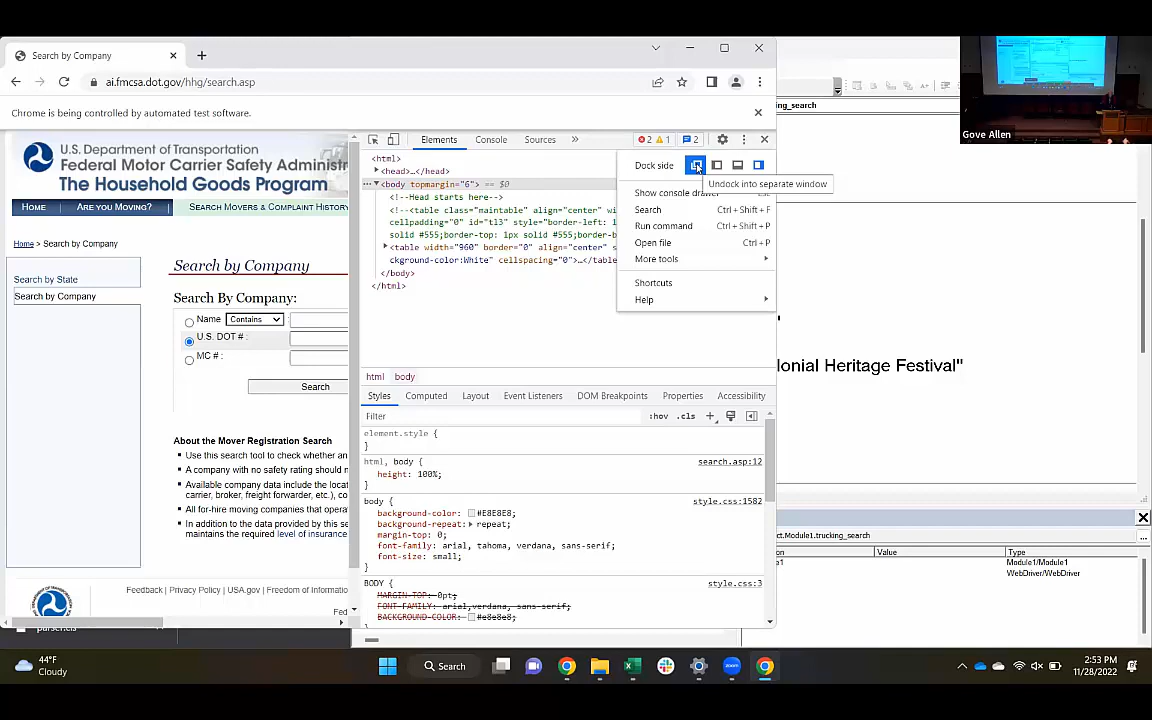 Search by Company
ai.fmcsa.dot.gov/hhg/search.asp
Chrome is being controlled by automated test software.
ng_search
Gove Allen
U.S. Department of Transportation
Federal Motor Carrier Safety Administr
The Household Goods Program
HOME
ARE YOU MOVING?
SEARCH MOVERS & COMPLAINT HISTORY
Home > Search by Company
Search by State
Search by Company
Search by Company
Search By Company:
Name
Contains
U.S. DOT # :
MC # :
Search
About the Mover Registration Search
Use this search tool to check whether an
A company with no safety rating should n
Available company data include the locat
carrier, broker, freight forwarder, etc.), co
All for-hire moving companies that operat
In addition to the data provided by this se
maintains the required level of insurance
Feedback | Privacy Policy | USA.gov | Freedom of Informatio
Fed
Elements
Console
Sources
»
2
1
2
<html>
<head>…</head>
<body topmargin="6"> == $0
<!--Head starts here-->
<!--<table class="maintable" align="center" w
cellpadding="0" id="tl3" style="border-left: 1
solid #555;border-top: 1px solid #555;border-b
<table width="960" border="0" align="center" s
ckground-color:White" cellspacing="0">…</table
</body>
</html>
Dock side
Undock into separate window
Show console drawer
Search Ctrl + Shift + F
Run command Ctrl + Shift + P
Open file Ctrl + P
More tools
Shortcuts
Help
html body
Styles
Computed
Layout
Event Listeners
DOM Breakpoints
Properties
Accessibility
Filter
:hov .cls +
element.style {
}
html, body { search.asp:12
height: 100%;
}
body { style.css:1582
background-color: #E8E8E8;
background-repeat: repeat;
margin-top: 0;
font-family: arial, tahoma, verdana, sans-serif;
font-size: small;
}
BODY { style.css:3
MARGIN-TOP: 0pt;
FONT-FAMILY: arial,verdana, sans-serif;
BACKGROUND-COLOR: #e8e8e8;
lonial Heritage Festival"
ct.Module1.trucking_search
on
Value
Type
e1
Module1/Module1
WebDriver/WebDriver
parser.cls
44°F
Cloudy
Search
zoom
2:53 PM
11/28/2022